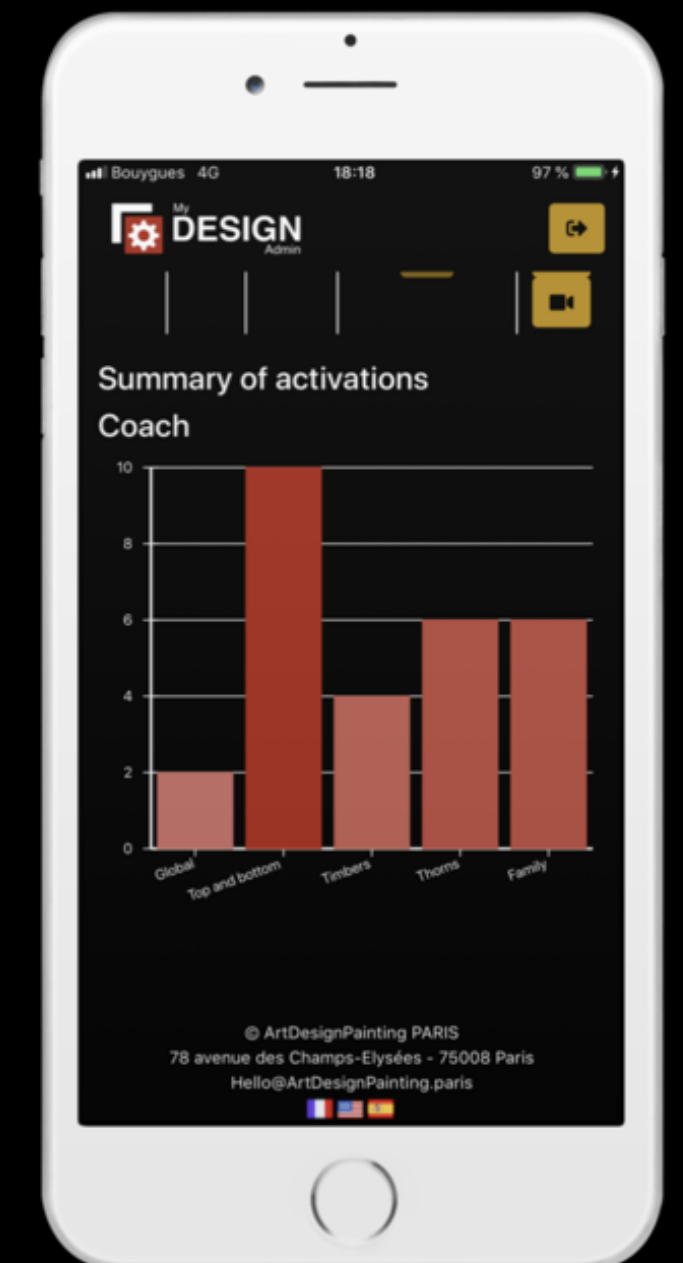 Bouygues 4G 18:18 97 %
My
DESIGN
Admin
Summary of activations
Coach
10
8
6
4
2
0
Global Top and bottom Timbers Thorns Family
© ArtDesignPainting PARIS
78 avenue des Champs-Elysées - 75008 Paris
Hello@ArtDesignPainting.paris